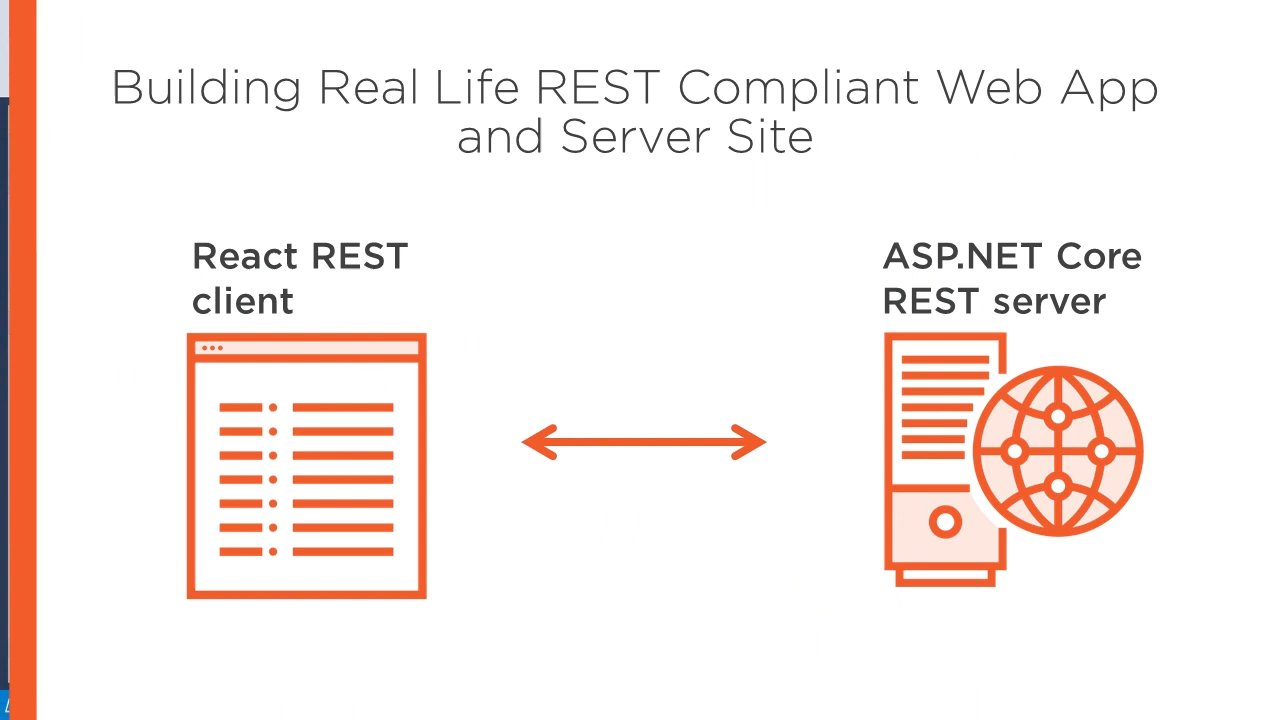 Building Real Life REST Compliant Web App
and Server Site
React REST
client
ASP.NET Core
REST server